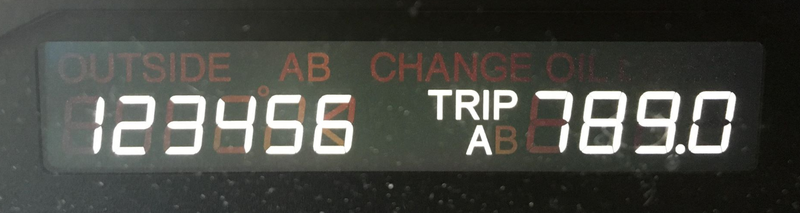 OUTSIDE AB CHANGE OIL
123456 TRIP AB 789.0